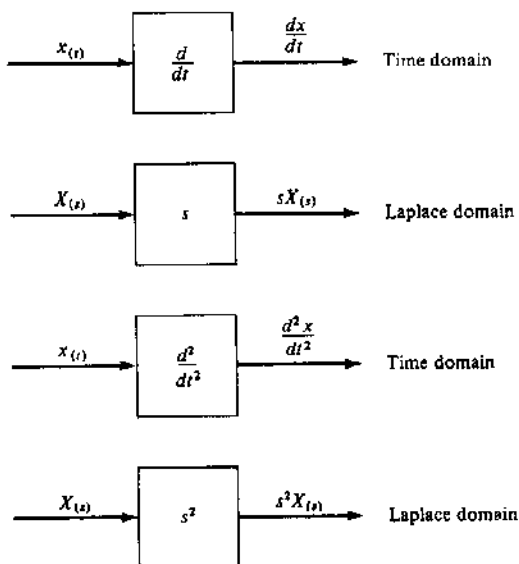 x(t) d/dt dx/dt Time domain
X(s) s sX(s) Laplace domain
x(t) d²/dt² d²x/dt² Time domain
X(s) s² s²X(s) Laplace domain